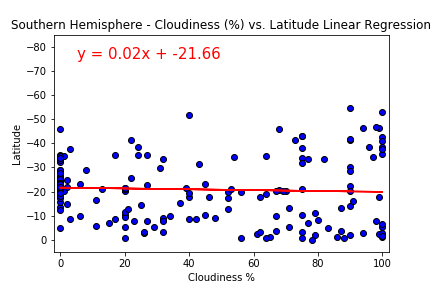 Southern Hemisphere - Cloudiness (%) vs. Latitude Linear Regression
y = 0.02x + -21.66
−80
−70
−60
−50
−40
−30
−20
−10
0
Latitude
0 20 40 60 80 100
Cloudiness %